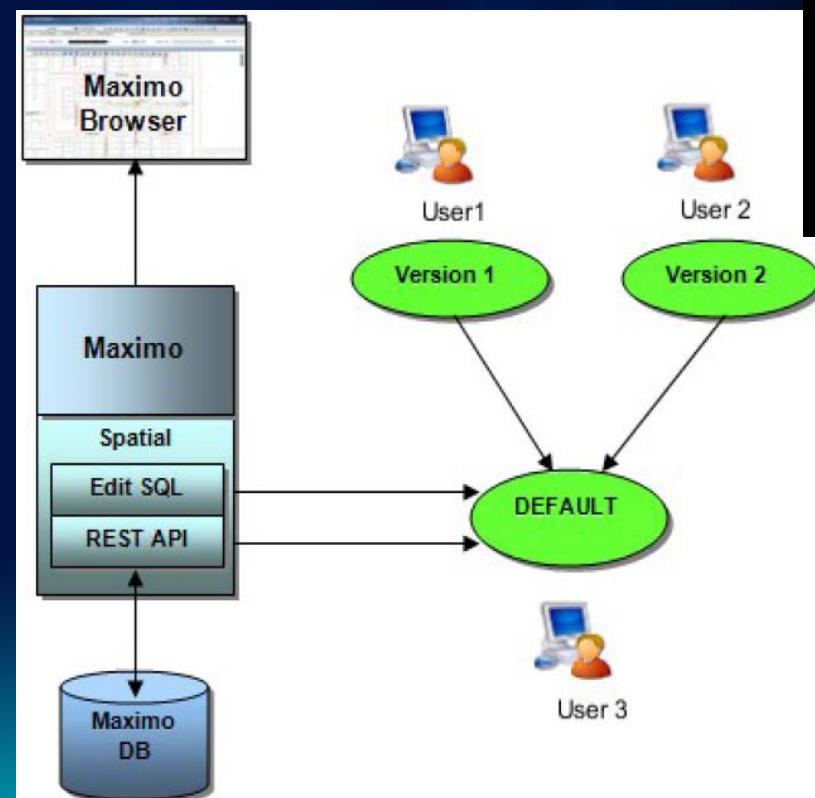 Maximo
Browser
User1
User 2
Version 1
Version 2
Maximo
Spatial
Edit SQL
REST API
DEFAULT
User 3
Maximo
DB